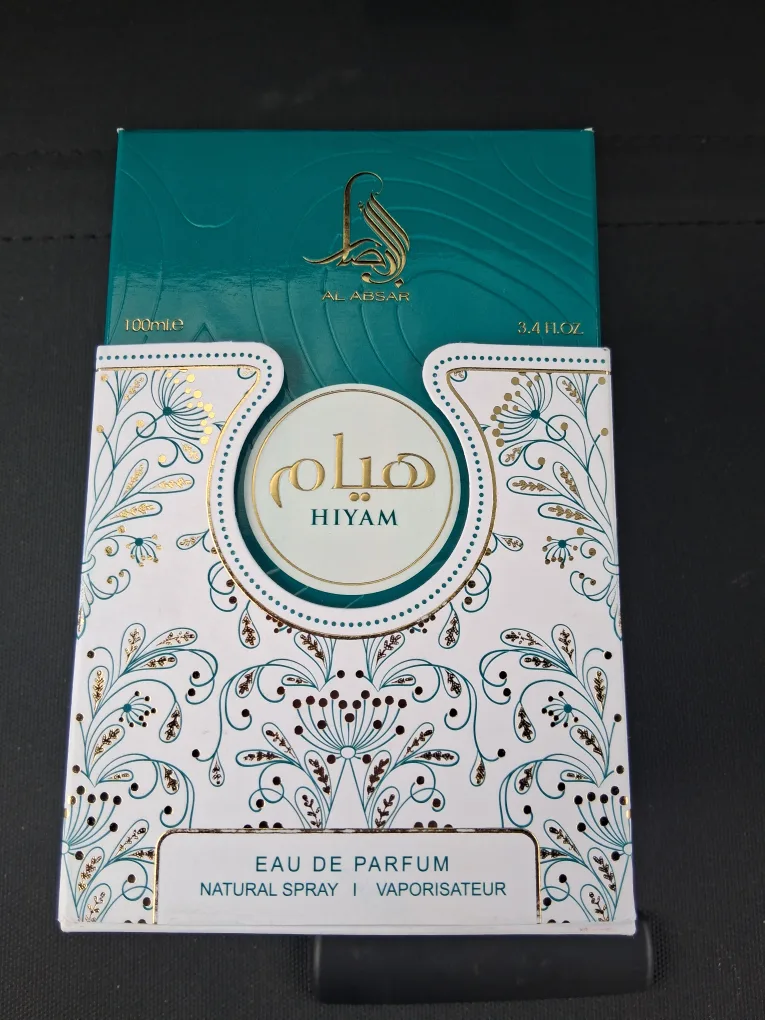 الابصار
AL ABSAR
100ml.e
3.4 Fl.OZ.
هيام
HIYAM
EAU DE PARFUM
NATURAL SPRAY I VAPORISATEUR